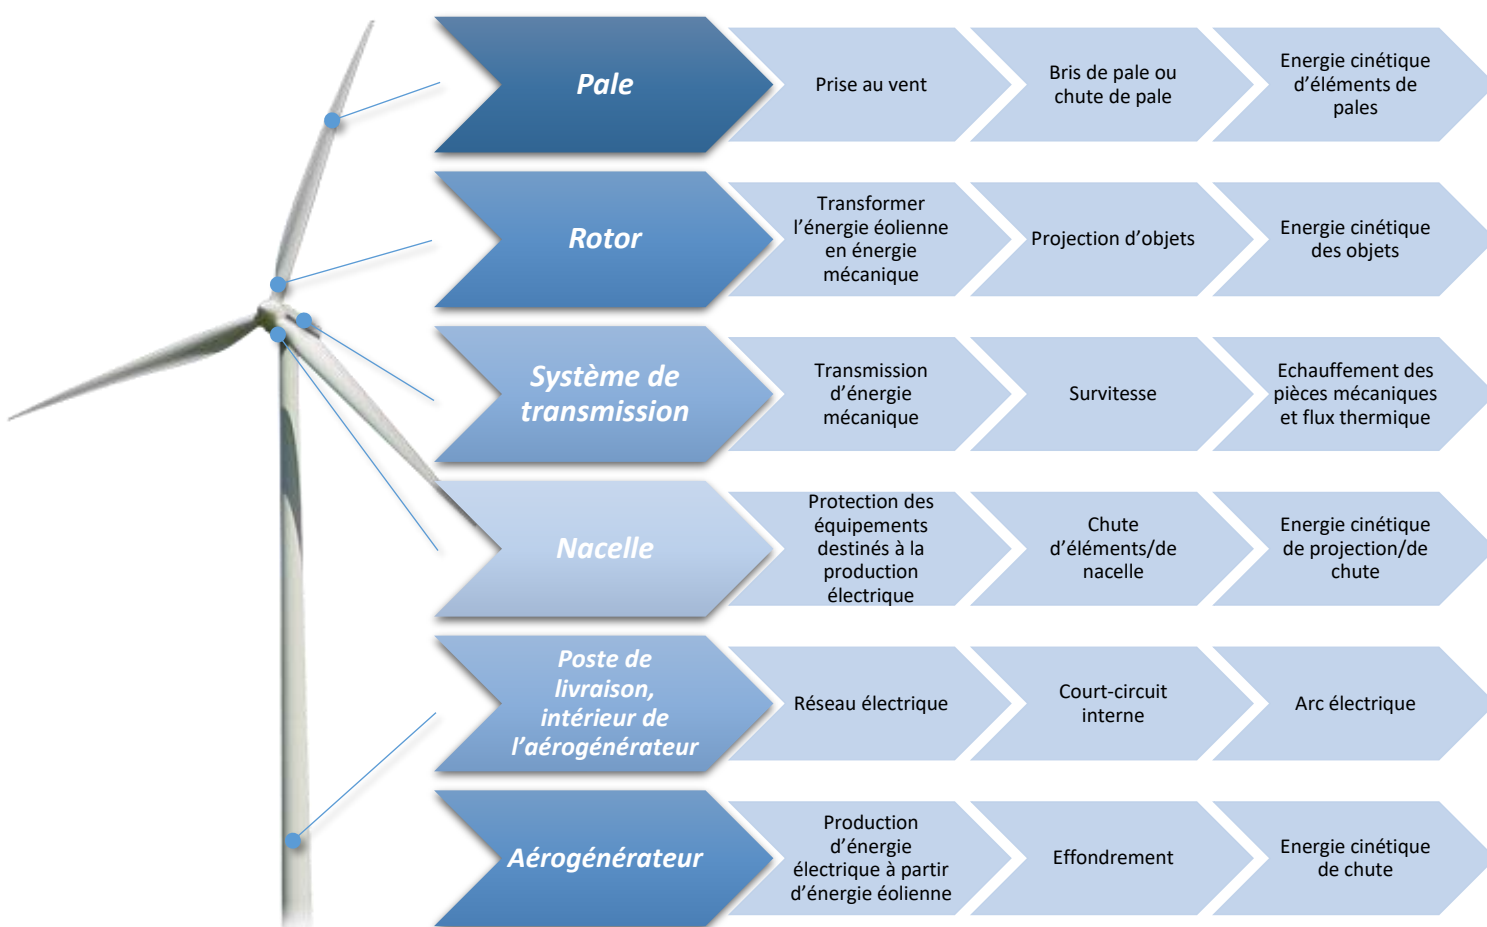 Pale
Prise au vent
Bris de pale ou
chute de pale
Energie cinétique
d’éléments de
pales
Rotor
Transformer
l’énergie éolienne
en énergie
mécanique
Projection d’objets
Energie cinétique
des objets
Système de
transmission
Transmission
d’énergie
mécanique
Survitesse
Echauffement des
pièces mécaniques
et flux thermique
Nacelle
Protection des
équipements
destinés à la
production
électrique
Chute
d’éléments/de
nacelle
Energie cinétique
de projection/de
chute
Poste de
livraison,
intérieur de
l’aérogénérateur
Réseau électrique
Court-circuit
interne
Arc électrique
Aérogénérateur
Production
d’énergie
électrique à partir
d’énergie éolienne
Effondrement
Energie cinétique
de chute